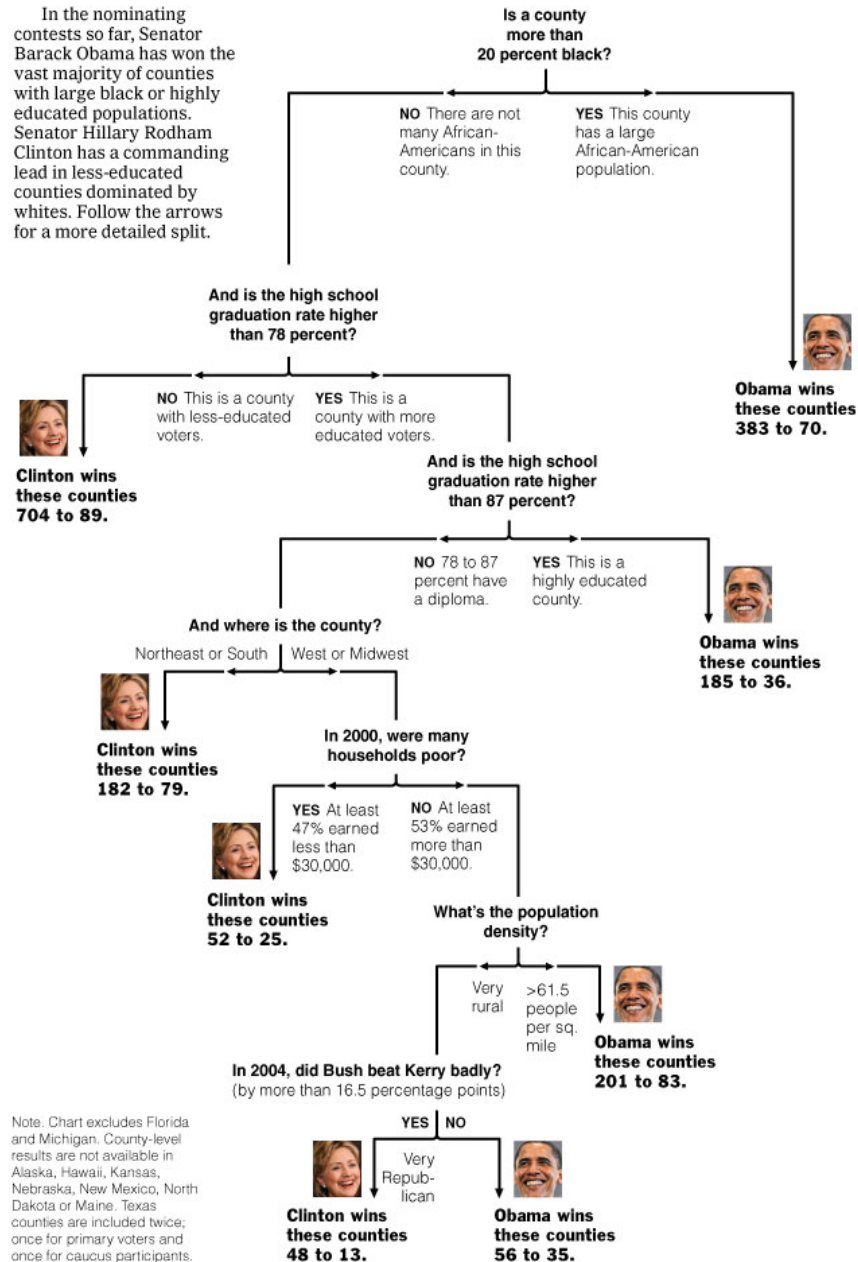 In the nominating
contests so far, Senator
Barack Obama has won the
vast majority of counties
with large black or highly
educated populations.
Senator Hillary Rodham
Clinton has a commanding
lead in less-educated
counties dominated by
whites. Follow the arrows
for a more detailed split.
Is a county
more than
20 percent black?
NO There are not
many African-
Americans in this
county.
YES This county
has a large
African-American
population.
Obama wins
these counties
383 to 70.
And is the high school
graduation rate higher
than 78 percent?
NO This is a county
with less-educated
voters.
YES This is a
county with more
educated voters.
Clinton wins
these counties
704 to 89.
And is the high school
graduation rate higher
than 87 percent?
NO 78 to 87
percent have
a diploma.
YES This is a
highly educated
county.
Obama wins
these counties
185 to 36.
And where is the county?
Northeast or South
West or Midwest
Clinton wins
these counties
182 to 79.
In 2000, were many
households poor?
YES At least
47% earned
less than
$30,000.
NO At least
53% earned
more than
$30,000.
Clinton wins
these counties
52 to 25.
What's the population
density?
Very
rural
>61.5
people
per sq.
mile
Obama wins
these counties
201 to 83.
In 2004, did Bush beat Kerry badly?
(by more than 16.5 percentage points)
YES
NO
Very
Repub-
lican
Clinton wins
these counties
48 to 13.
Obama wins
these counties
56 to 35.
Note. Chart excludes Florida
and Michigan. County-level
results are not available in
Alaska, Hawaii, Kansas,
Nebraska, New Mexico, North
Dakota or Maine. Texas
counties are included twice;
once for primary voters and
once for caucus participants.